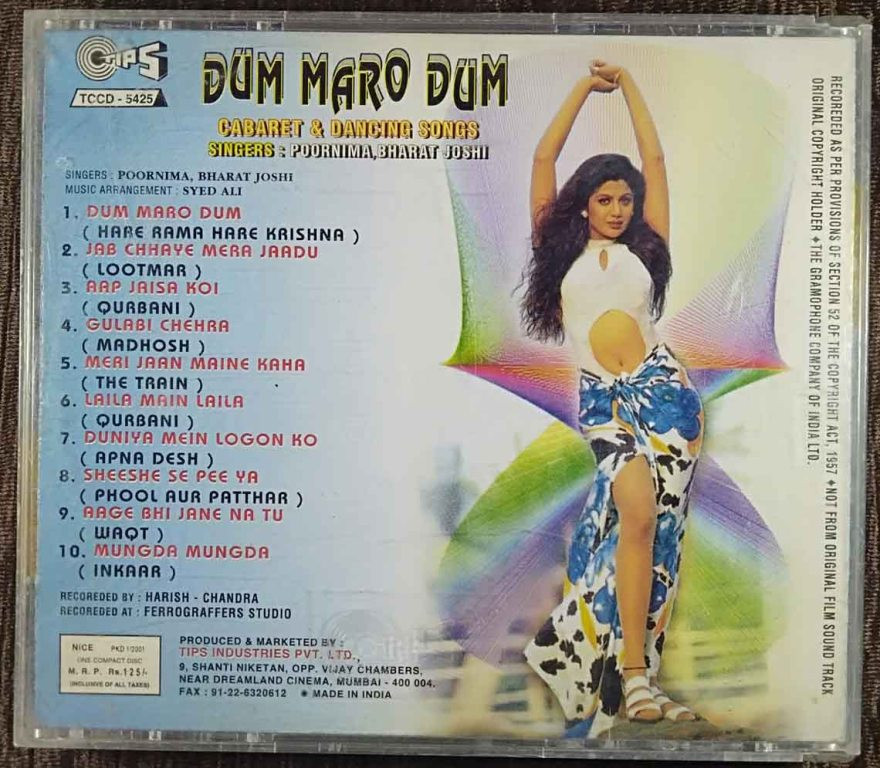 TIPS
TCCD - 5425
DÜM MARO DUM
CABARET & DANCING SONGS
SINGERS : POORNIMA, BHARAT JOSHI
SINGERS : POORNIMA, BHARAT JOSHI
MUSIC ARRANGEMENT : SYED ALI
1. DUM MARO DUM
( HARE RAMA HARE KRISHNA )
2. JAB CHHAYE MERA JAADU
( LOOTMAR )
3. AAP JAISA KOI
( QURBANI )
4. GULABI CHEHRA
( MADHOSH )
5. MERI JAAN MAINE KAHA
( THE TRAIN )
6. LAILA MAIN LAILA
( QURBANI )
7. DUNIYA MEIN LOGON KO
( APNA DESH )
8. SHEESHE SE PEE YA
( PHOOL AUR PATTHAR )
9. AAGE BHI JANE NA TU
( WAQT )
10. MUNGDA MUNGDA
( INKAAR )
RECOREDED BY : HARISH - CHANDRA
RECOREDED AT : FERROGRAFFERS STUDIO
NICE PKD 1/2001
ONE COMPACT DISC
M. R. P. Rs.125/-
(INCLUSIVE OF ALL TAXES)
PRODUCED & MARKETED BY :
TIPS INDUSTRIES PVT. LTD.,
9, SHANTI NIKETAN, OPP. VIJAY CHAMBERS,
NEAR DREAMLAND CINEMA, MUMBAI - 400 004.
FAX : 91-22-6320612 ● MADE IN INDIA
RECOREDED AS PER PROVISIONS OF SECTION 52 OF THE COPYRIGHT ACT, 1957 ✦ NOT FROM ORIGINAL FILM SOUND TRACK
ORIGINAL COPYRIGHT HOLDER ✦ THE GRAMOPHONE COMPANY OF INDIA LTD.